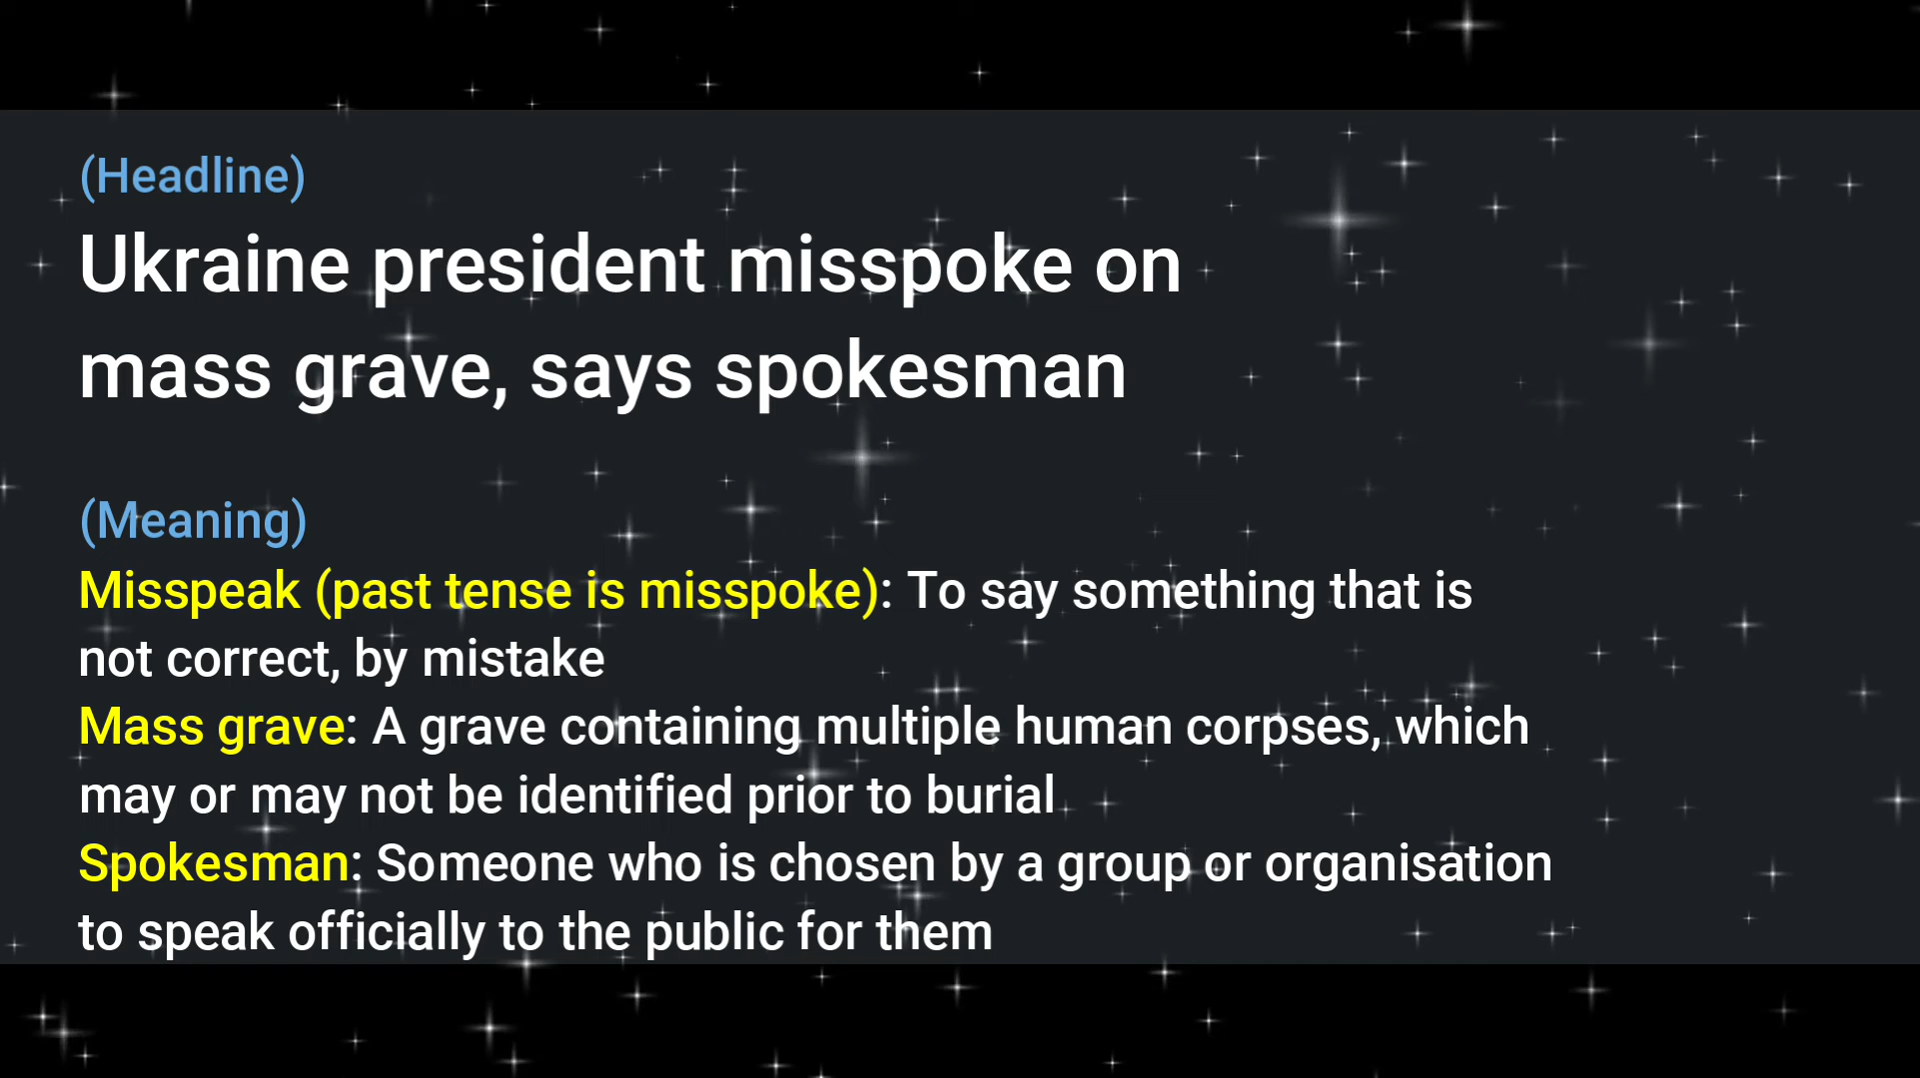 (Headline)
Ukraine president misspoke on
mass grave, says spokesman
(Meaning)
Misspeak (past tense is misspoke): To say something that is
not correct, by mistake
Mass grave: A grave containing multiple human corpses, which
may or may not be identified prior to burial
Spokesman: Someone who is chosen by a group or organisation
to speak officially to the public for them